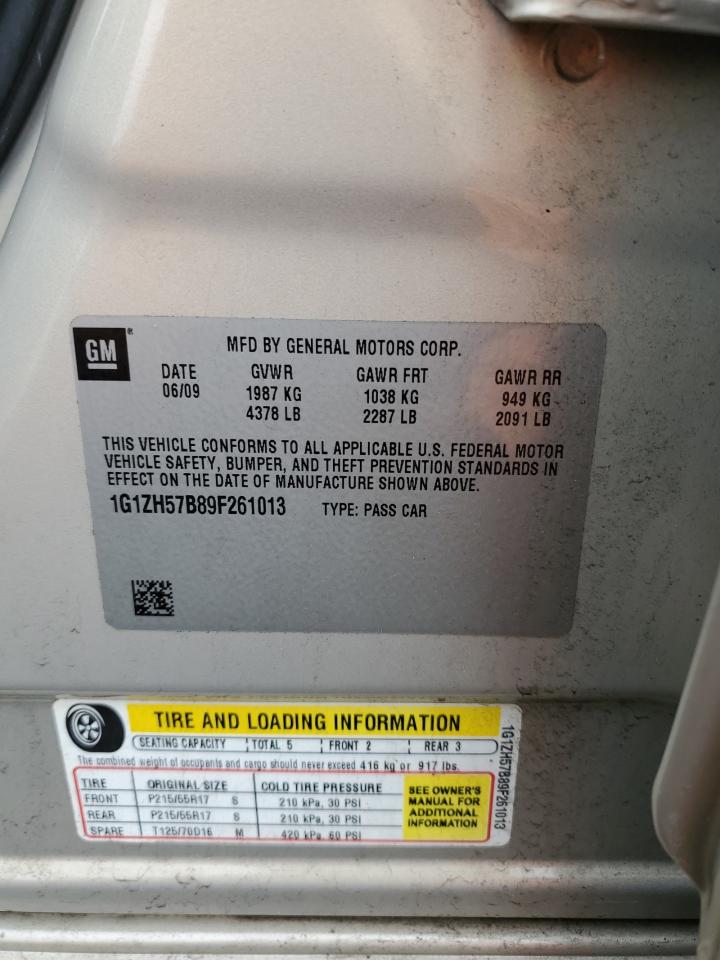 GM®
MFD BY GENERAL MOTORS CORP.
DATE GVWR GAWR FRT GAWR RR
06/09 1987 KG 1038 KG 949 KG
4378 LB 2287 LB 2091 LB
THIS VEHICLE CONFORMS TO ALL APPLICABLE U.S. FEDERAL MOTOR
VEHICLE SAFETY, BUMPER, AND THEFT PREVENTION STANDARDS IN
EFFECT ON THE DATE OF MANUFACTURE SHOWN ABOVE.
1G1ZH57B89F261013 TYPE: PASS CAR
TIRE AND LOADING INFORMATION
SEATING CAPACITY TOTAL 5 FRONT 2 REAR 3
The combined weight of occupants and cargo should never exceed 416 kg or 917 lbs.
TIRE ORIGINAL SIZE COLD TIRE PRESSURE
FRONT P215/55R17 S 210 kPa, 30 PSI
REAR P215/55R17 S 210 kPa, 30 PSI
SPARE T125/70D16 M 420 kPa, 60 PSI
SEE OWNER'S
MANUAL FOR
ADDITIONAL
INFORMATION
1G1ZH57B89F261013